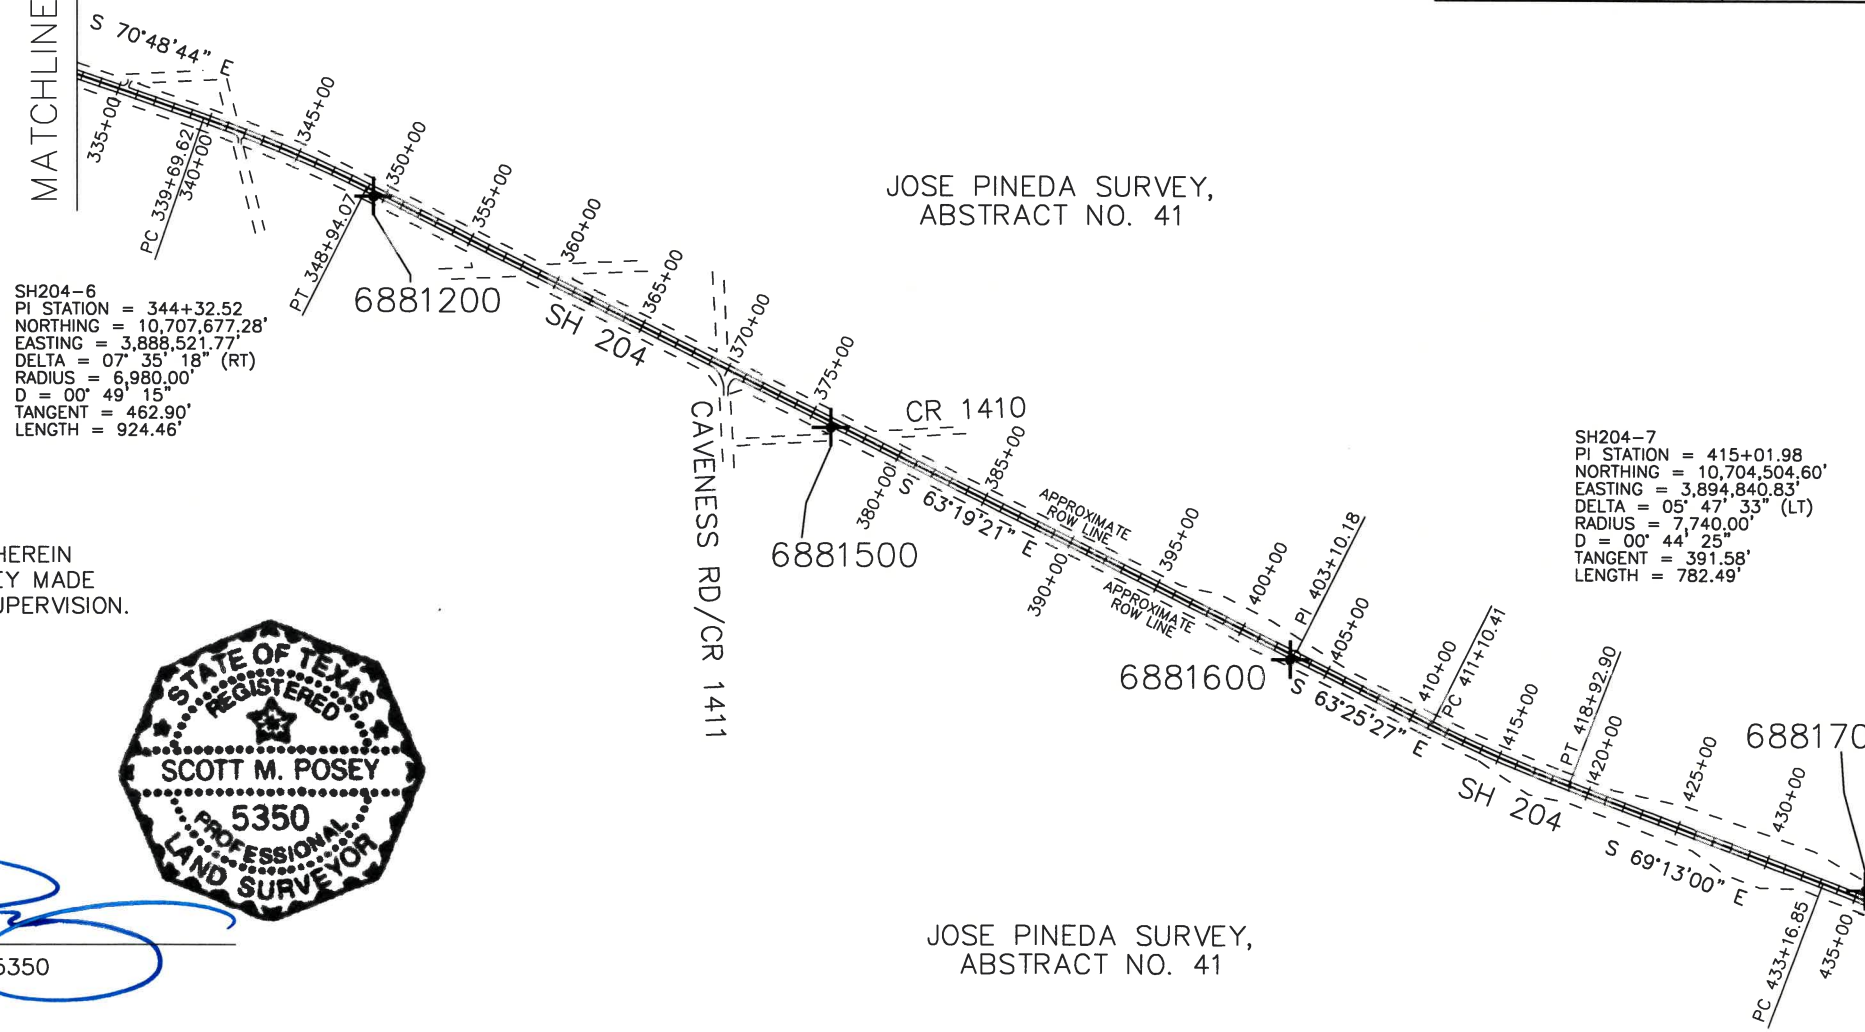 MATCHLINE
S 70°48'44" E
335+00
PC 339+69.62
340+00
345+00
PT 348+94.07
350+00
355+00
360+00
365+00
370+00
375+00
380+00
385+00
390+00
395+00
400+00
PI 403+10.18
405+00
410+00
PC 411+10.41
415+00
PT 418+92.90
420+00
425+00
430+00
PC 433+16.85
435+00
JOSE PINEDA SURVEY,
ABSTRACT NO. 41
SH204-6
PI STATION = 344+32.52
NORTHING = 10,707,677.28'
EASTING = 3,888,521.77'
DELTA = 07° 35' 18" (RT)
RADIUS = 6,980.00'
D = 00° 49' 15"
TANGENT = 462.90'
LENGTH = 924.46'
6881200
SH 204
CAVENESS RD/CR 1411
CR 1410
6881500
S 63°19'21" E
APPROXIMATE
ROW LINE
APPROXIMATE
ROW LINE
6881600
S 63°25'27" E
SH204-7
PI STATION = 415+01.98
NORTHING = 10,704,504.60'
EASTING = 3,894,840.83'
DELTA = 05° 47' 33" (LT)
RADIUS = 7,740.00'
D = 00° 44' 25"
TANGENT = 391.58'
LENGTH = 782.49'
SH 204
S 69°13'00" E
688170
HEREIN
EY MADE
UPERVISION.
STATE OF TEXAS
REGISTERED
SCOTT M. POSEY
5350
PROFESSIONAL
LAND SURVEYOR
5350
JOSE PINEDA SURVEY,
ABSTRACT NO. 41